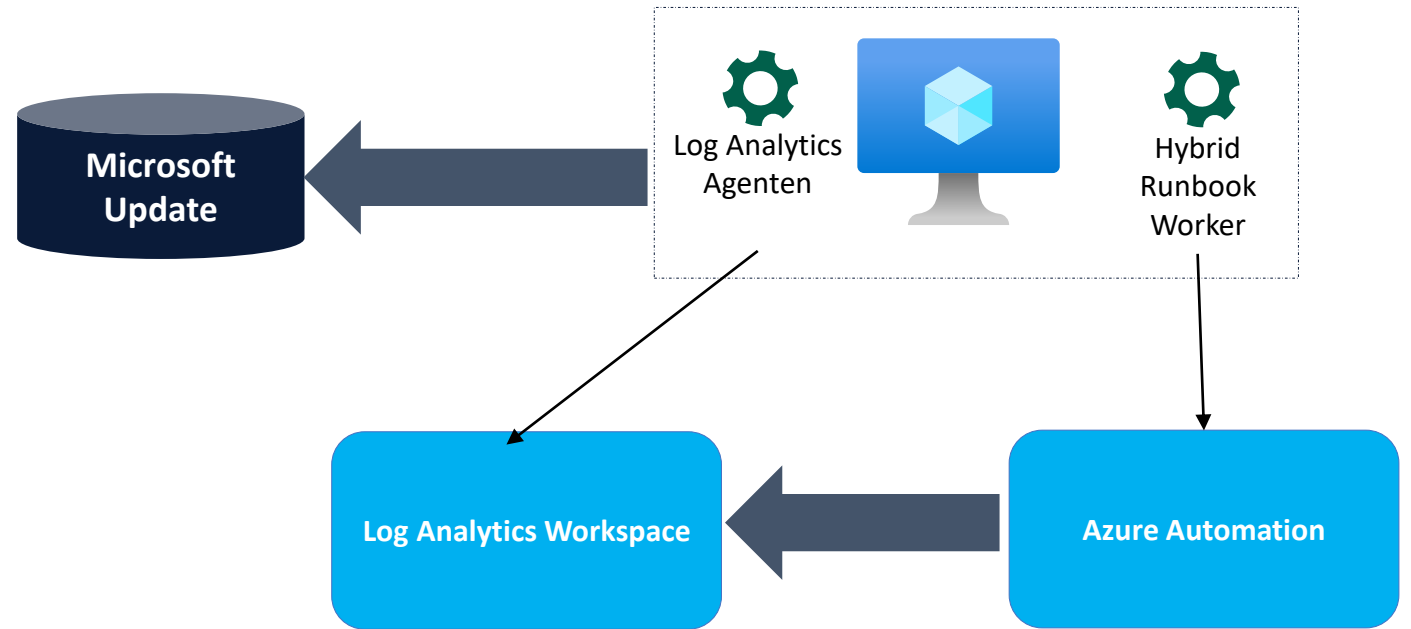 Microsoft
Update
Log Analytics
Agenten
Hybrid
Runbook
Worker
Log Analytics Workspace
Azure Automation